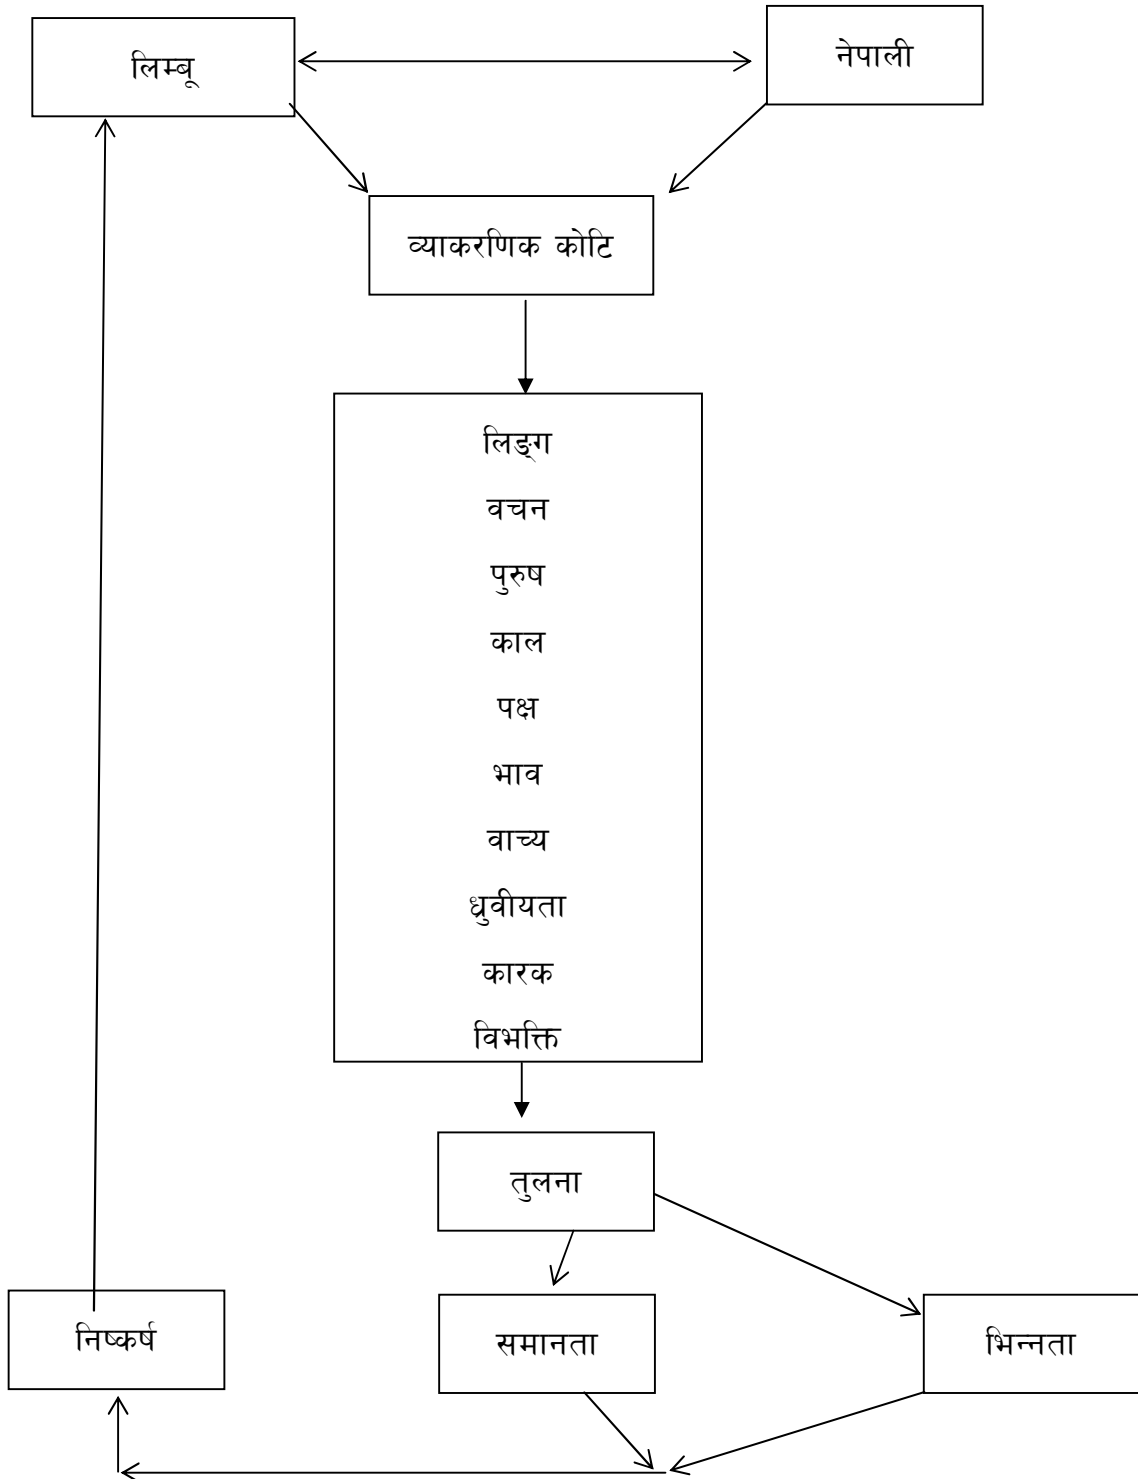 लिम्बू
नेपाली
व्याकरणिक कोटि
लिङ्ग
वचन
पुरुष
काल
पक्ष
भाव
वाच्य
ध्रुवीयता
कारक
विभक्ति
तुलना
निष्कर्ष
समानता
भिन्नता